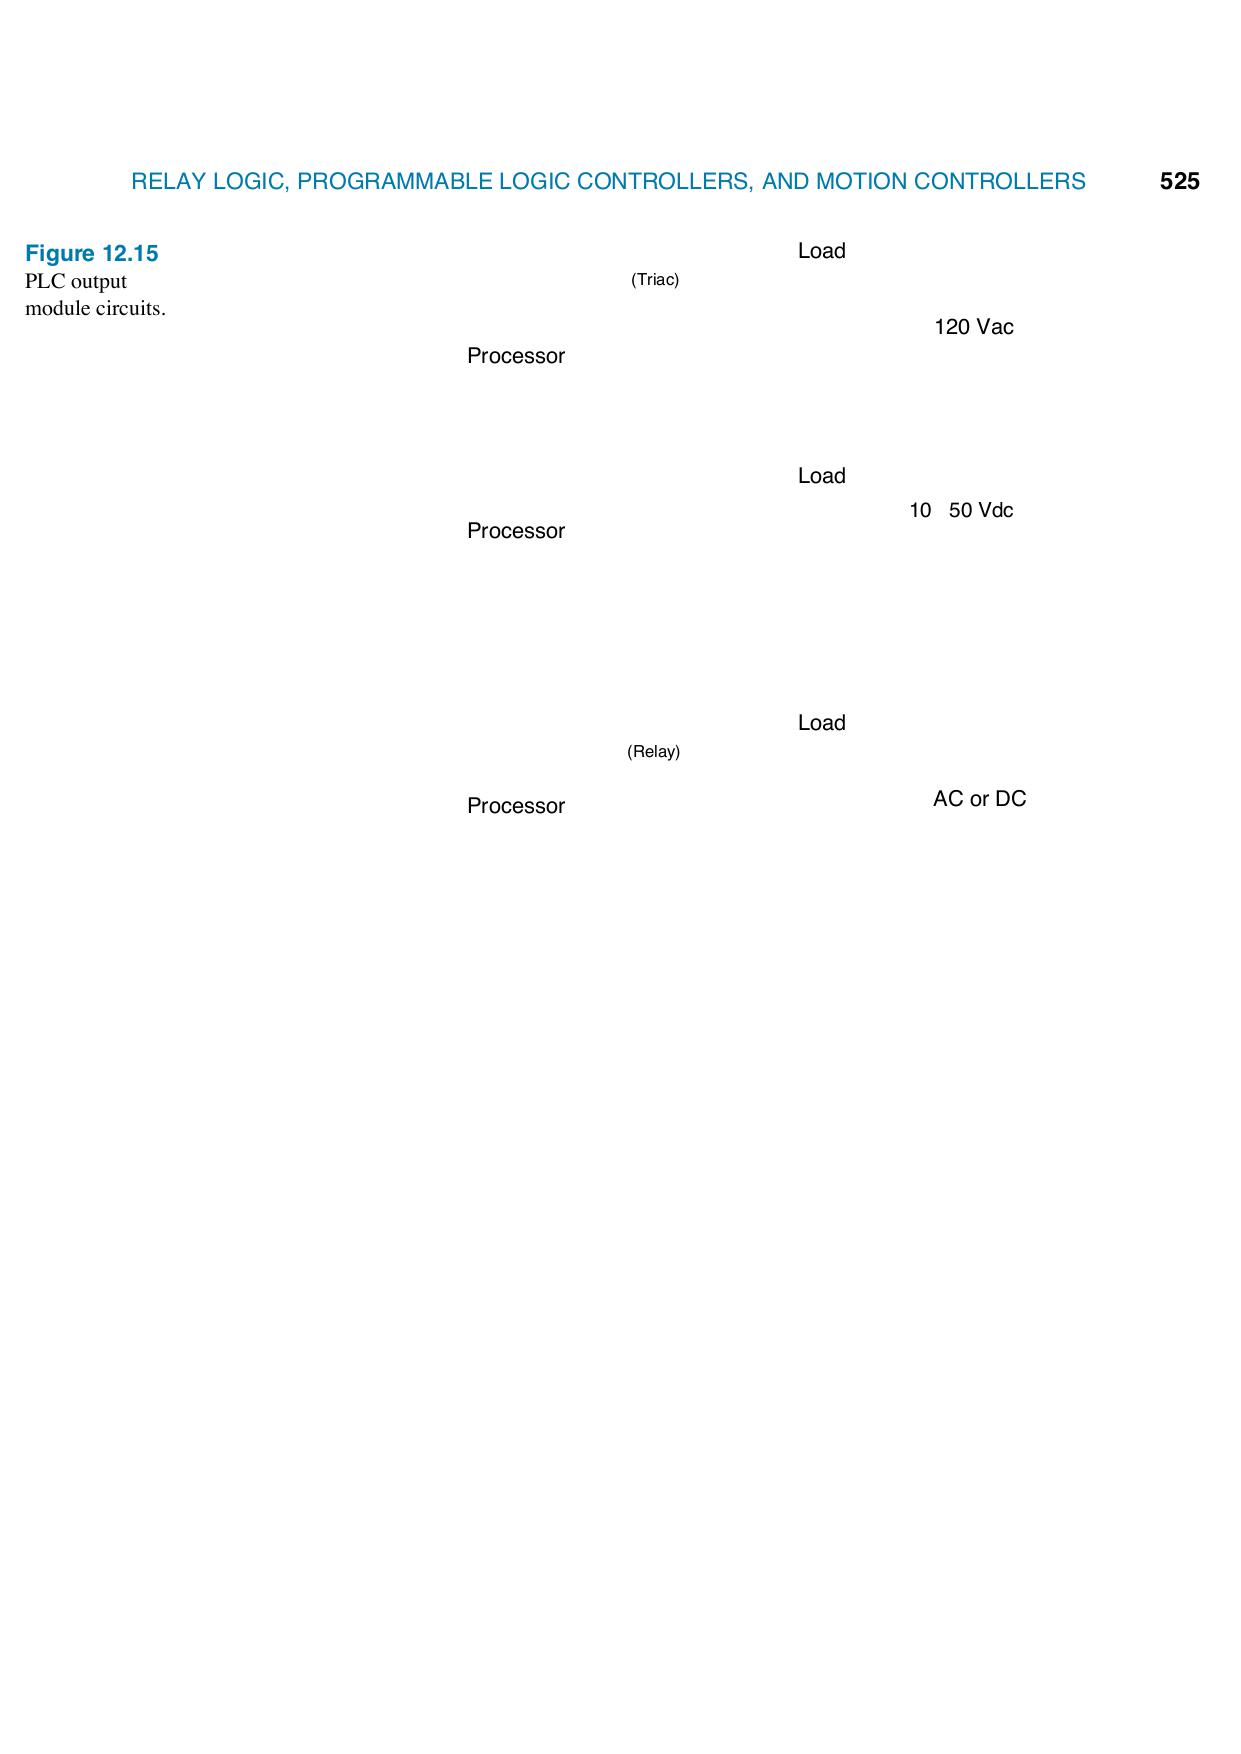 RELAY LOGIC, PROGRAMMABLE LOGIC CONTROLLERS, AND MOTION CONTROLLERS 525
Figure 12.15
PLC output
module circuits.
Load
(Triac)
120 Vac
Processor
Load
10 50 Vdc
Processor
Load
(Relay)
AC or DC
Processor